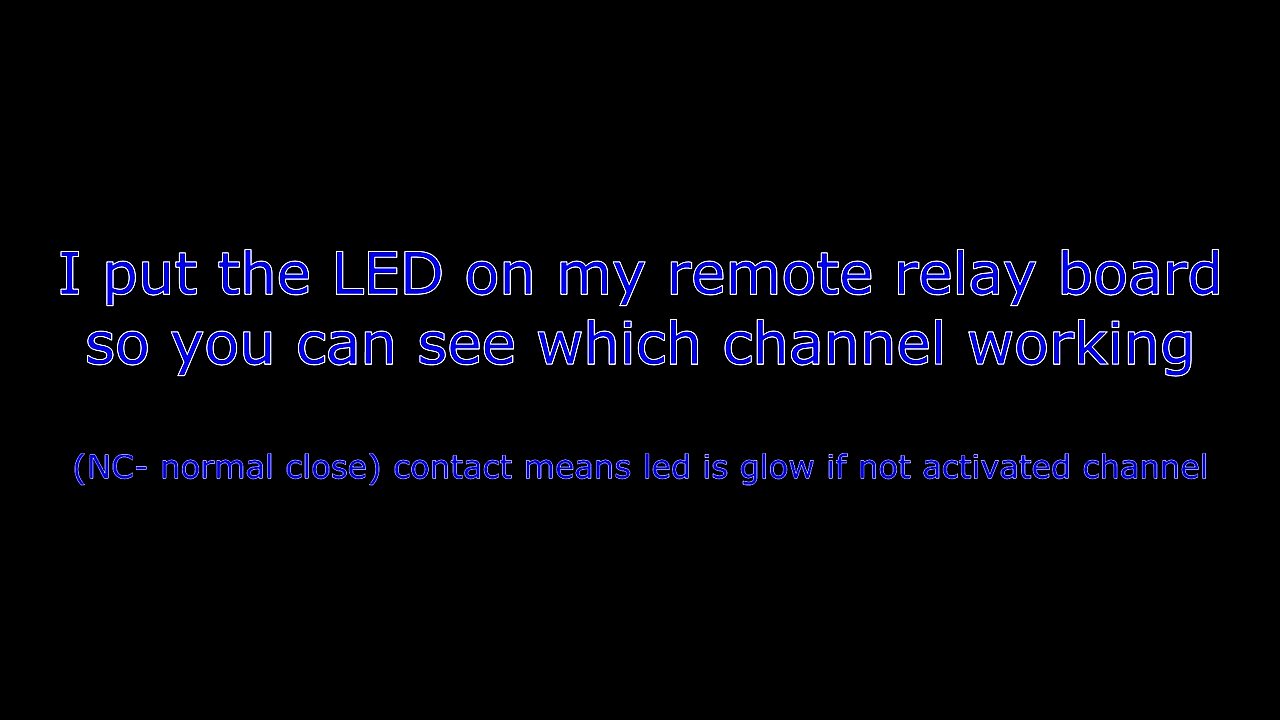 I put the LED on my remote relay board
so you can see which channel working
(NC- normal close) contact means led is glow if not activated channel